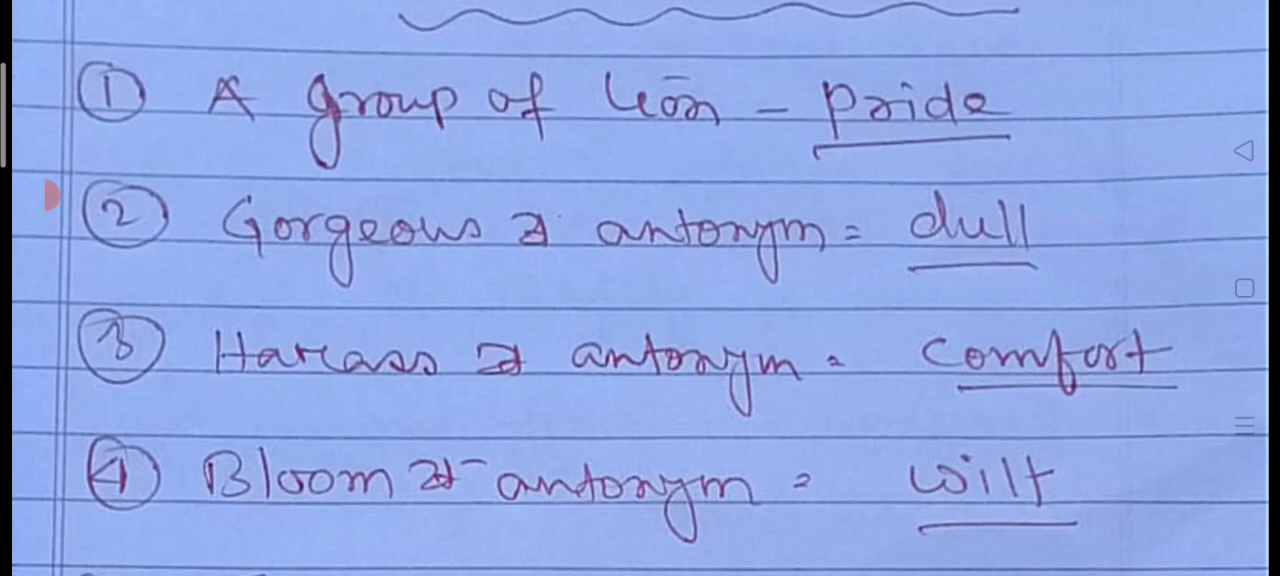 ① A group of lion - pride
② Gorgeous antonym = dull
③ Harass antonym = comfort
④ Bloom antonym = wilt